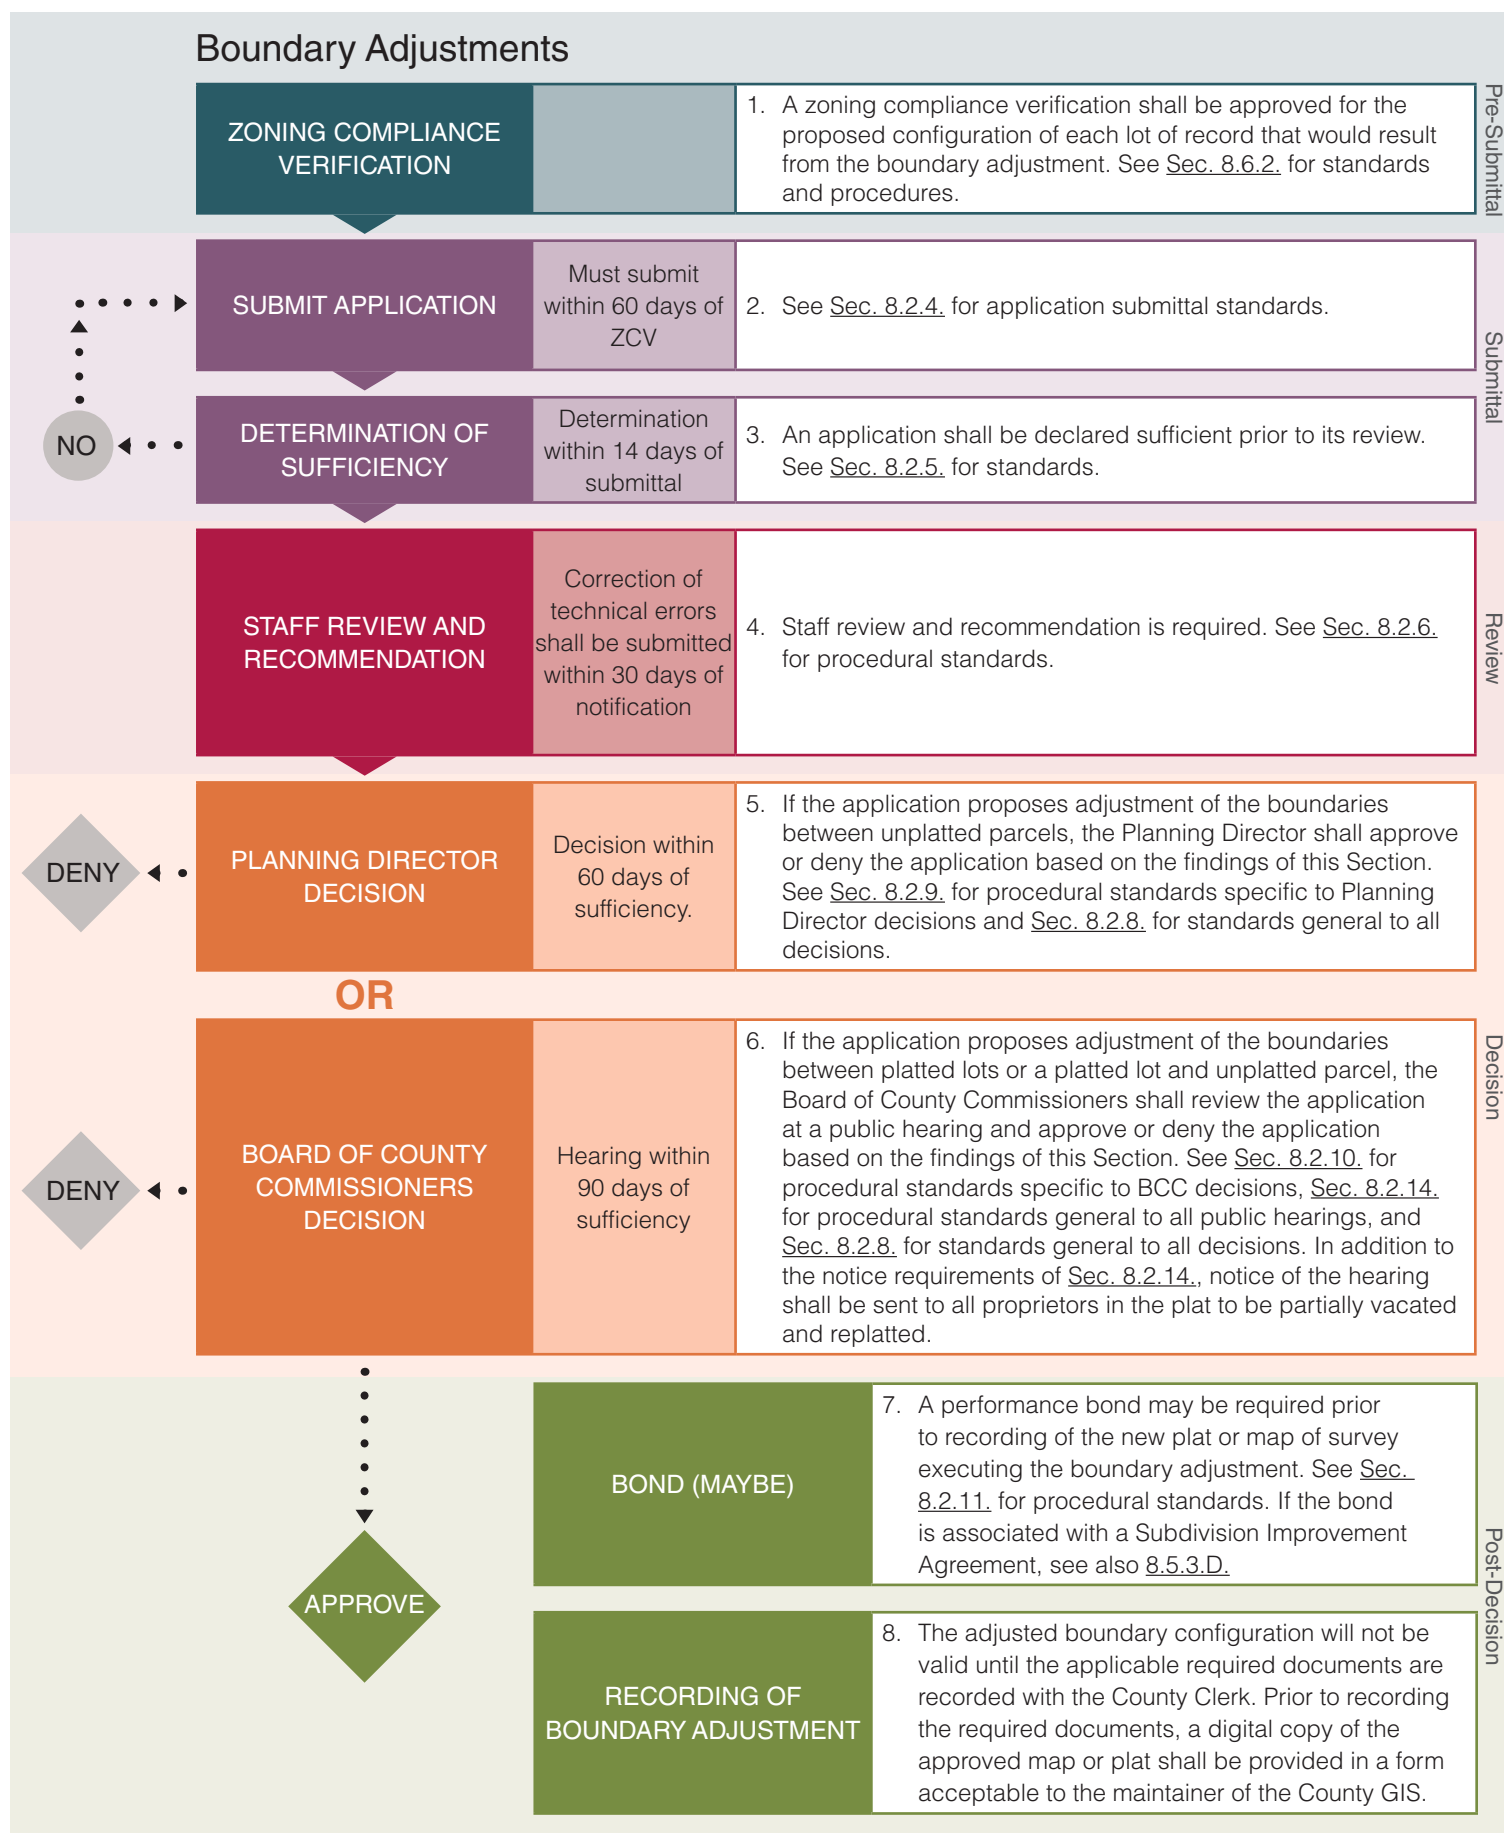 Boundary Adjustments
Pre-Submittal
ZONING COMPLIANCE
VERIFICATION
1. A zoning compliance verification shall be approved for the
proposed configuration of each lot of record that would result
from the boundary adjustment. See Sec. 8.6.2. for standards
and procedures.
Submittal
SUBMIT APPLICATION
Must submit
within 60 days of
ZCV
2. See Sec. 8.2.4. for application submittal standards.
NO
DETERMINATION OF
SUFFICIENCY
Determination
within 14 days of
submittal
3. An application shall be declared sufficient prior to its review.
See Sec. 8.2.5. for standards.
Review
STAFF REVIEW AND
RECOMMENDATION
Correction of
technical errors
shall be submitted
within 30 days of
notification
4. Staff review and recommendation is required. See Sec. 8.2.6.
for procedural standards.
Decision
DENY
PLANNING DIRECTOR
DECISION
Decision within
60 days of
sufficiency.
5. If the application proposes adjustment of the boundaries
between unplatted parcels, the Planning Director shall approve
or deny the application based on the findings of this Section.
See Sec. 8.2.9. for procedural standards specific to Planning
Director decisions and Sec. 8.2.8. for standards general to all
decisions.
OR
DENY
BOARD OF COUNTY
COMMISSIONERS
DECISION
Hearing within
90 days of
sufficiency
6. If the application proposes adjustment of the boundaries
between platted lots or a platted lot and unplatted parcel, the
Board of County Commissioners shall review the application
at a public hearing and approve or deny the application
based on the findings of this Section. See Sec. 8.2.10. for
procedural standards specific to BCC decisions, Sec. 8.2.14.
for procedural standards general to all public hearings, and
Sec. 8.2.8. for standards general to all decisions. In addition to
the notice requirements of Sec. 8.2.14., notice of the hearing
shall be sent to all proprietors in the plat to be partially vacated
and replatted.
Post-Decision
APPROVE
BOND (MAYBE)
7. A performance bond may be required prior
to recording of the new plat or map of survey
executing the boundary adjustment. See Sec.
8.2.11. for procedural standards. If the bond
is associated with a Subdivision Improvement
Agreement, see also 8.5.3.D.
RECORDING OF
BOUNDARY ADJUSTMENT
8. The adjusted boundary configuration will not be
valid until the applicable required documents are
recorded with the County Clerk. Prior to recording
the required documents, a digital copy of the
approved map or plat shall be provided in a form
acceptable to the maintainer of the County GIS.